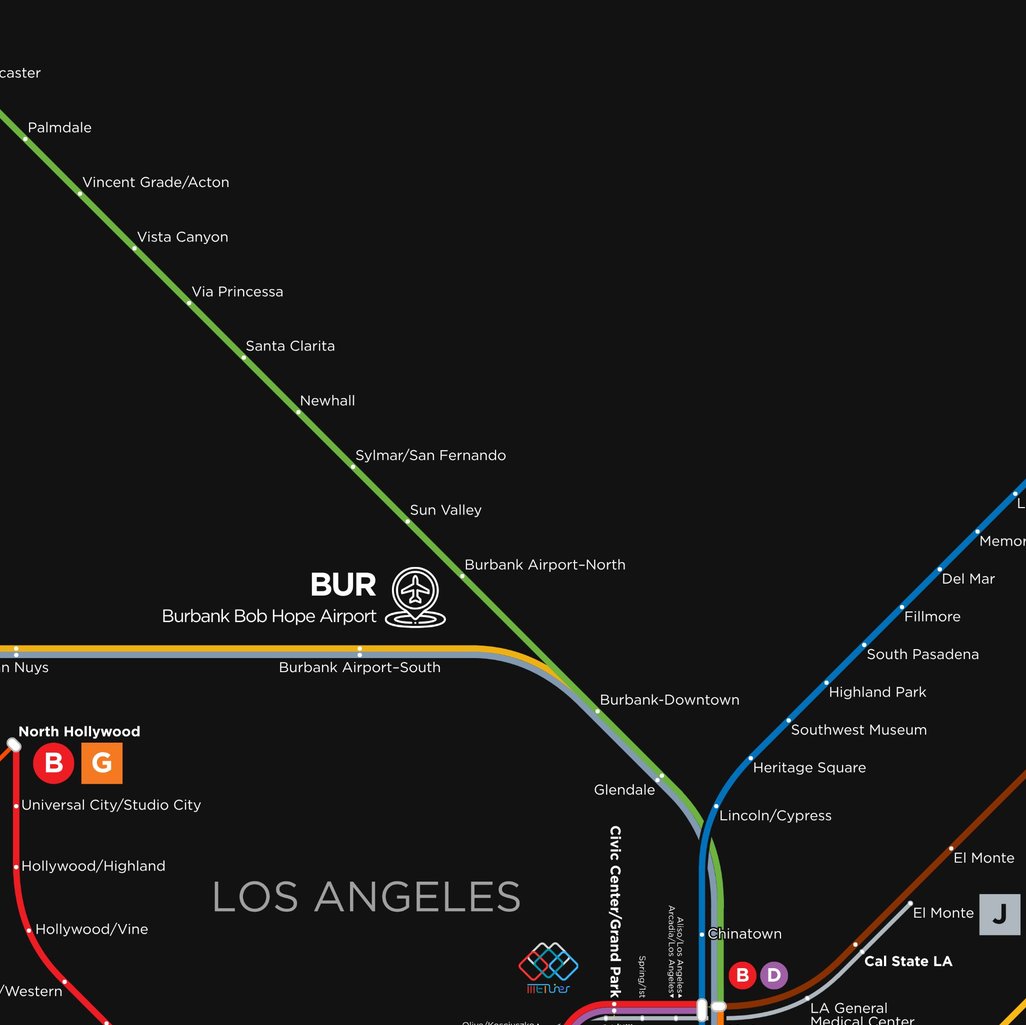 caster
Palmdale
Vincent Grade/Acton
Vista Canyon
Via Princessa
Santa Clarita
Newhall
Sylmar/San Fernando
Sun Valley
Burbank Airport–North
BUR
Burbank Bob Hope Airport
n Nuys
Burbank Airport–South
Burbank-Downtown
Glendale
L
Memor
Del Mar
Fillmore
South Pasadena
Highland Park
Southwest Museum
Heritage Square
Lincoln/Cypress
Chinatown
North Hollywood
B G
Universal City/Studio City
Hollywood/Highland
Hollywood/Vine
/Western
LOS ANGELES
Civic Center/Grand Park
Spring/1st
Aliso/Los Angeles▲
Arcadia/Los Angeles▼
B D
El Monte
El Monte
J
Cal State LA
LA General
Medical Center